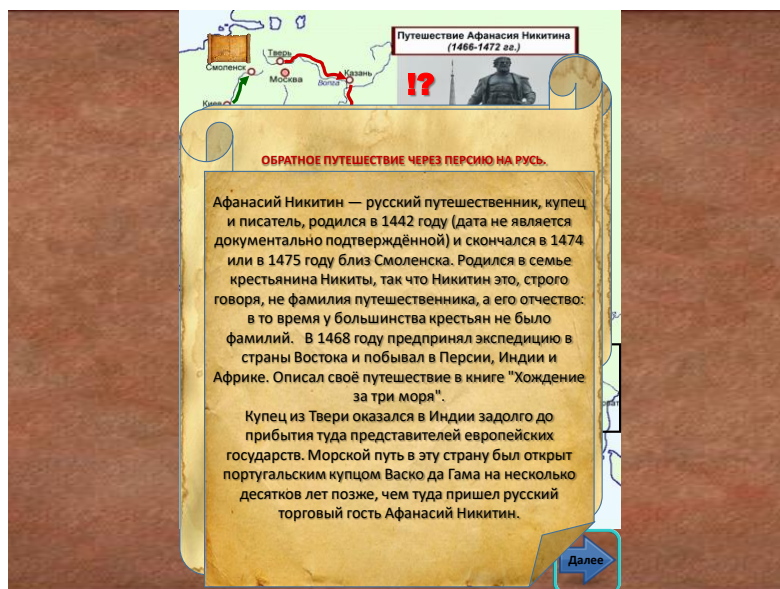 Путешествие Афанасия Никитина
(1466-1472 гг.)
Тверь
Смоленск
Москва
Волга
Казань
Киев
!?
ОБРАТНОЕ ПУТЕШЕСТВИЕ ЧЕРЕЗ ПЕРСИЮ НА РУСЬ.
Афанасий Никитин — русский путешественник, купец
и писатель, родился в 1442 году (дата не является
документально подтверждённой) и скончался в 1474
или в 1475 году близ Смоленска. Родился в семье
крестьянина Никиты, так что Никитин это, строго
говоря, не фамилия путешественника, а его отчество:
в то время у большинства крестьян не было
фамилий. В 1468 году предпринял экспедицию в
страны Востока и побывал в Персии, Индии и
Африке. Описал своё путешествие в книге "Хождение
за три моря".
Купец из Твери оказался в Индии задолго до
прибытия туда представителей европейских
государств. Морской путь в эту страну был открыт
португальским купцом Васко да Гама на несколько
десятков лет позже, чем туда пришел русский
торговый гость Афанасий Никитин.
Далее